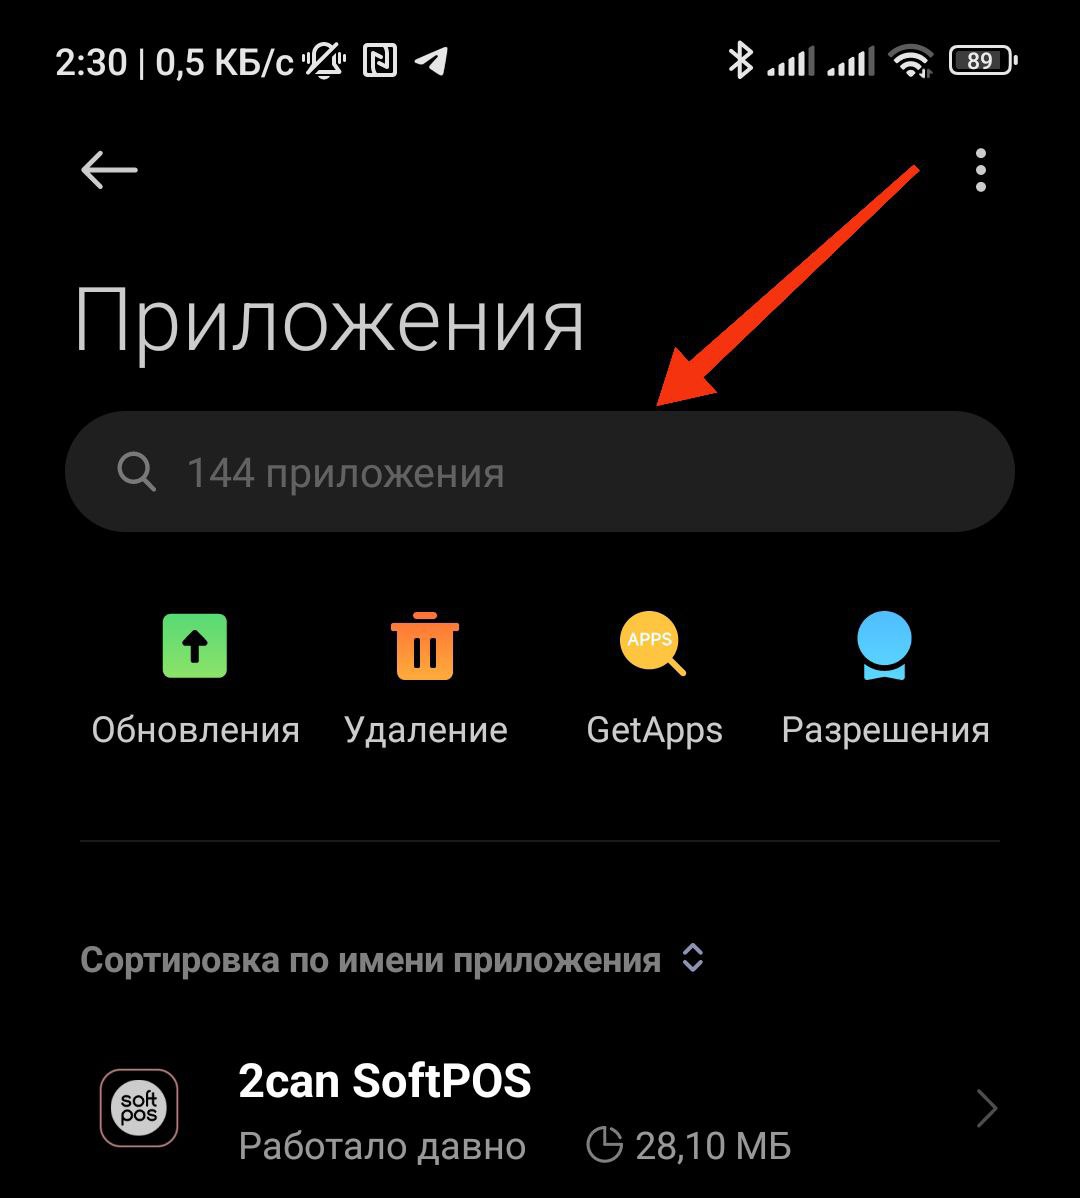 2:30 | 0,5 КБ/с 89
Приложения
144 приложения
APPS
Обновления Удаление GetApps Разрешения
Сортировка по имени приложения
2can SoftPOS
soft
pos
Работало давно 28,10 МБ